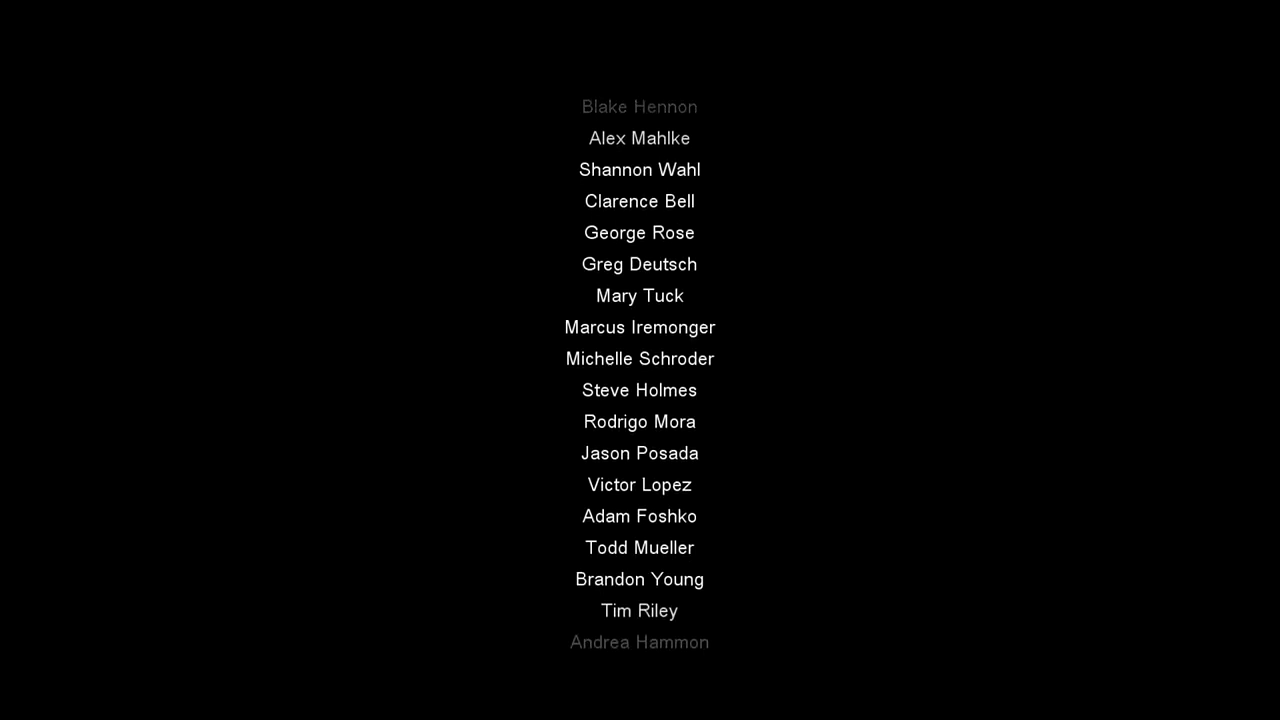 Blake Hennon
Alex Mahlke
Shannon Wahl
Clarence Bell
George Rose
Greg Deutsch
Mary Tuck
Marcus Iremonger
Michelle Schroder
Steve Holmes
Rodrigo Mora
Jason Posada
Victor Lopez
Adam Foshko
Todd Mueller
Brandon Young
Tim Riley
Andrea Hammon